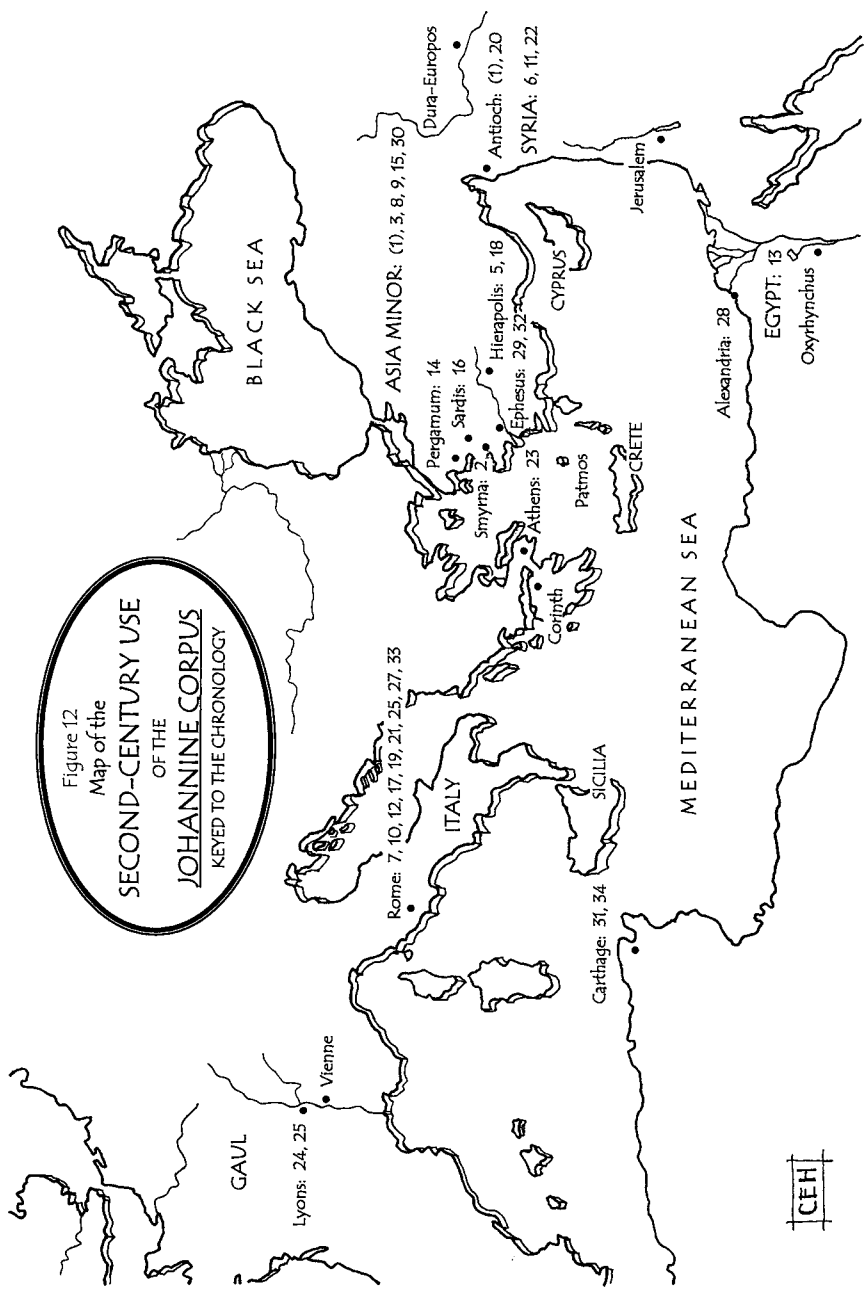 Figure 12
Map of the
SECOND-CENTURY USE
OF THE
JOHANNINE CORPUS
KEYED TO THE CHRONOLOGY
BLACK SEA
GAUL
Lyons: 24, 25
Vienne
Rome: 7, 10, 12, 17, 19, 21, 25, 27, 33
ITALY
SICILIA
Carthage: 31, 34
ASIA MINOR: (1), 3, 8, 9, 15, 30
Pergamum: 14
Sardis: 16
Smyrna: 2
Hierapolis: 5, 18
Ephesus: 29, 32
Athens: 23
Corinth
Patmos
CRETE
CYPRUS
Dura-Europos
Antioch: (1), 20
SYRIA: 6, 11, 22
Jerusalem
MEDITERRANEAN SEA
Alexandria: 28
EGYPT: 13
Oxyrhynchus
CEH